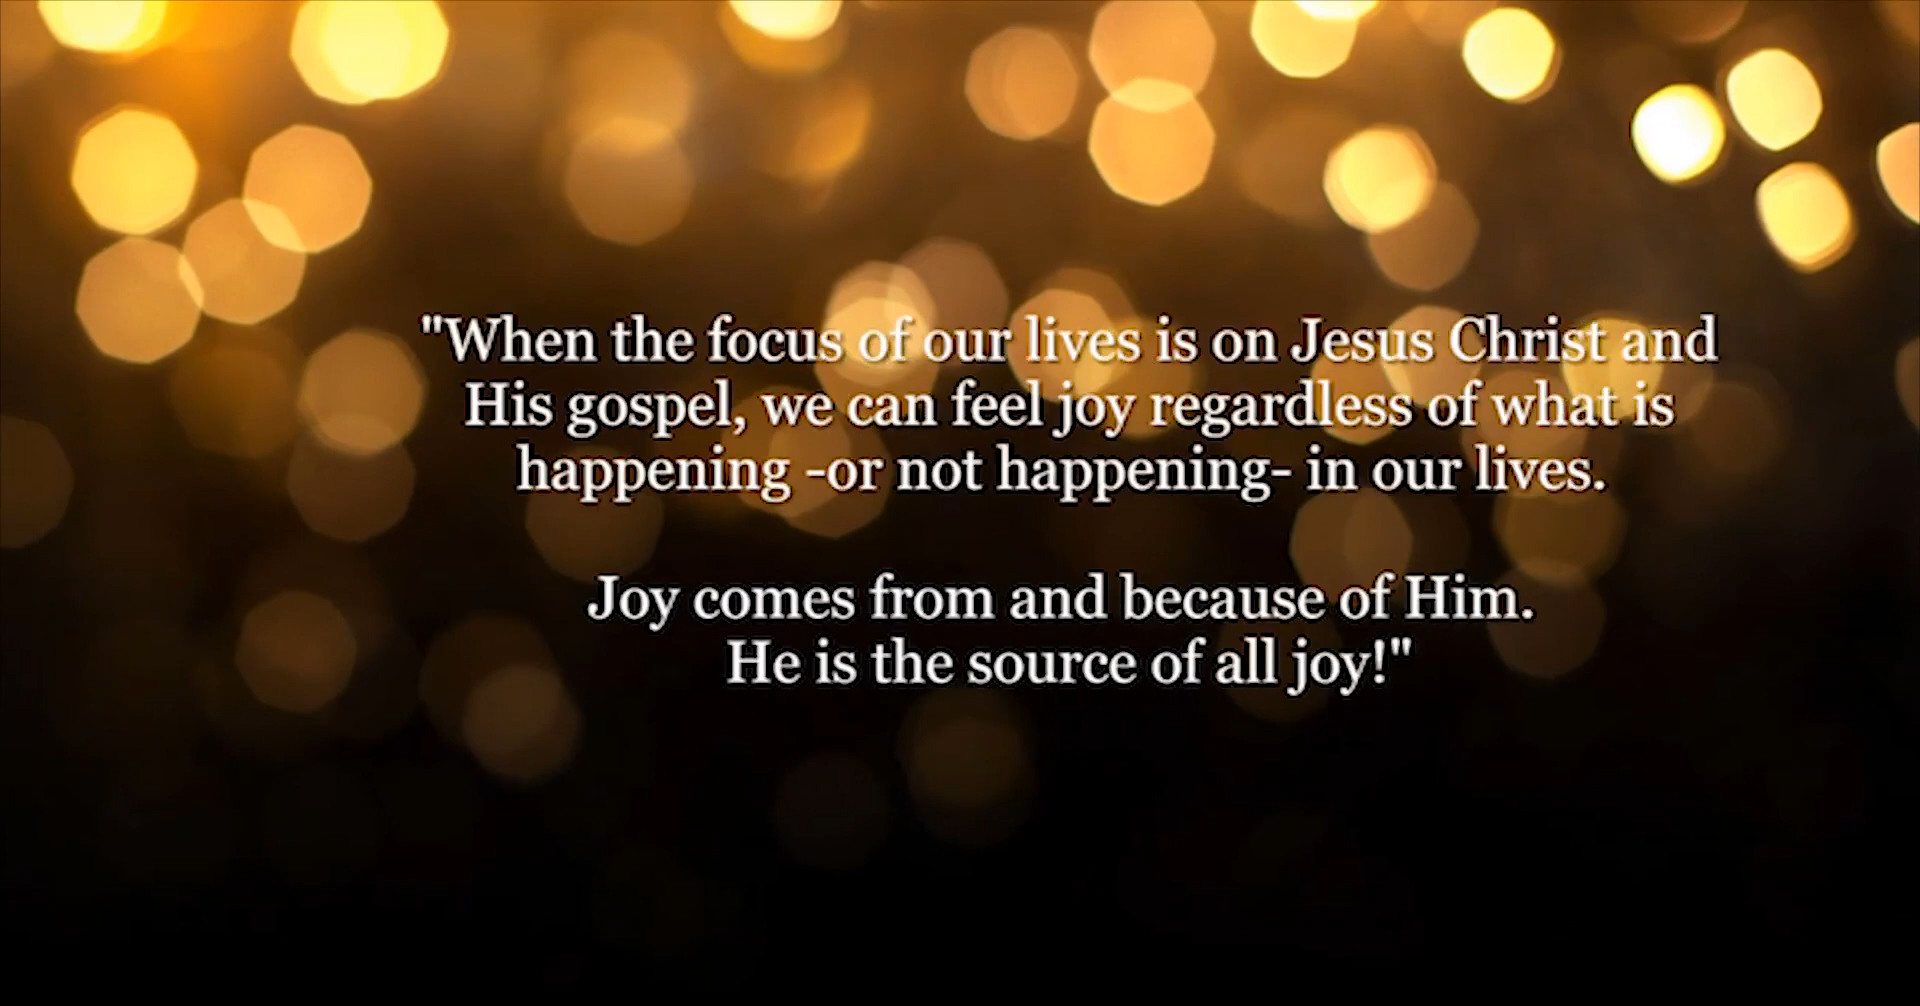 "When the focus of our lives is on Jesus Christ and
His gospel, we can feel joy regardless of what is
happening -or not happening- in our lives.
Joy comes from and because of Him.
He is the source of all joy!"